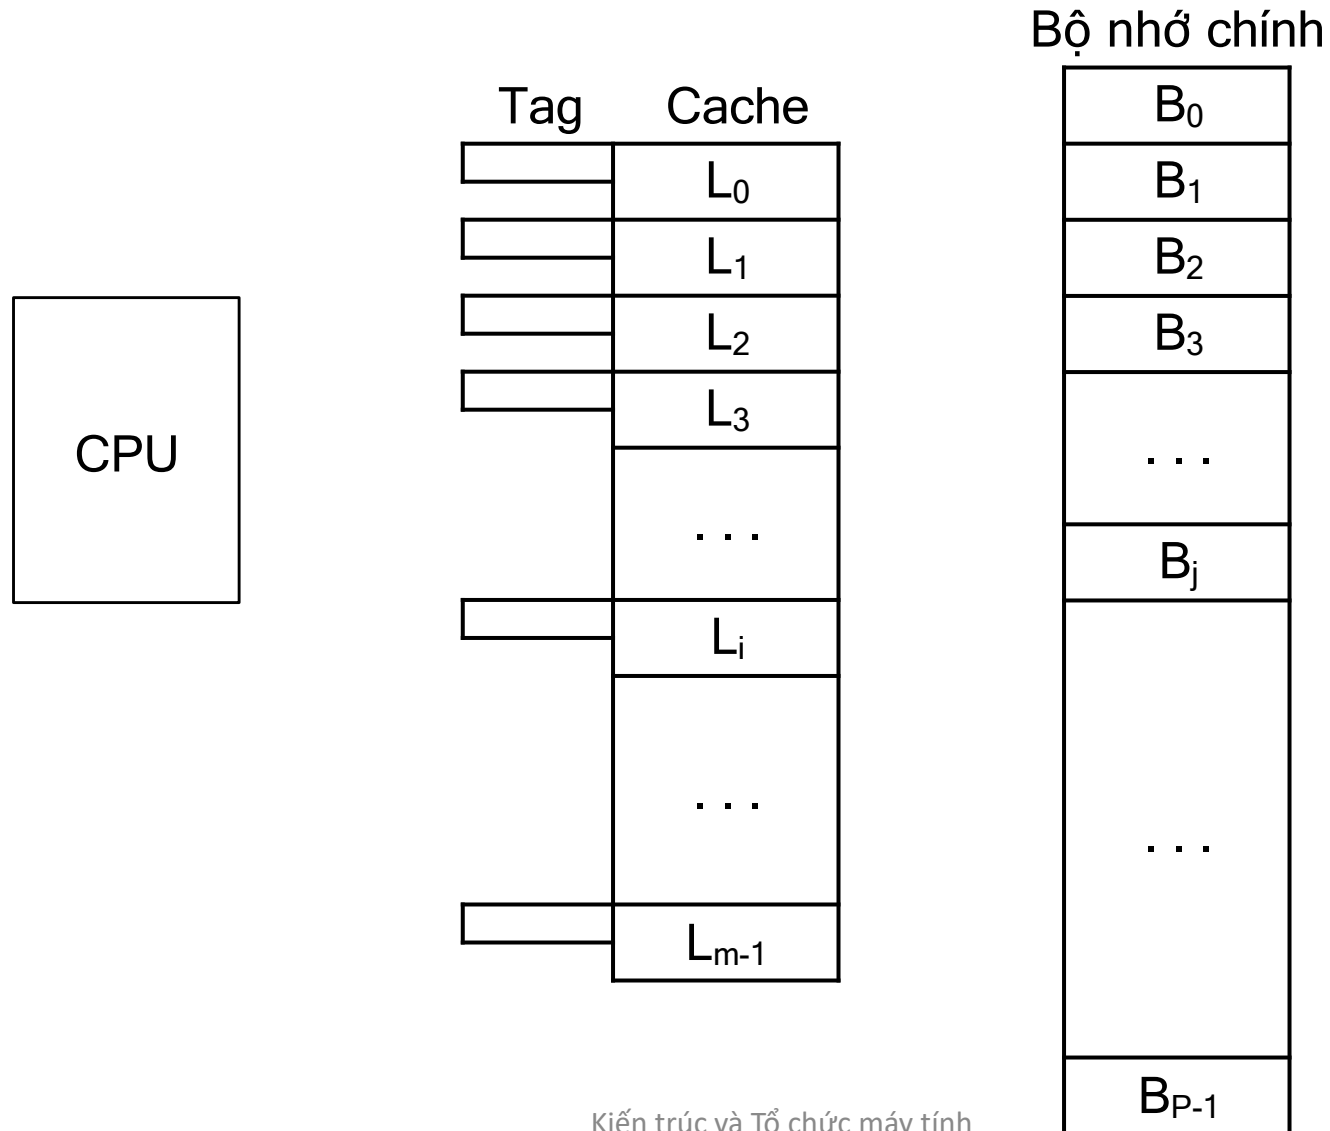 Bộ nhớ chính
Tag Cache
CPU
L0
L1
L2
L3
. . .
Li
. . .
Lm-1
B0
B1
B2
B3
. . .
Bj
. . .
BP-1
Kiến trúc và Tổ chức máy tính